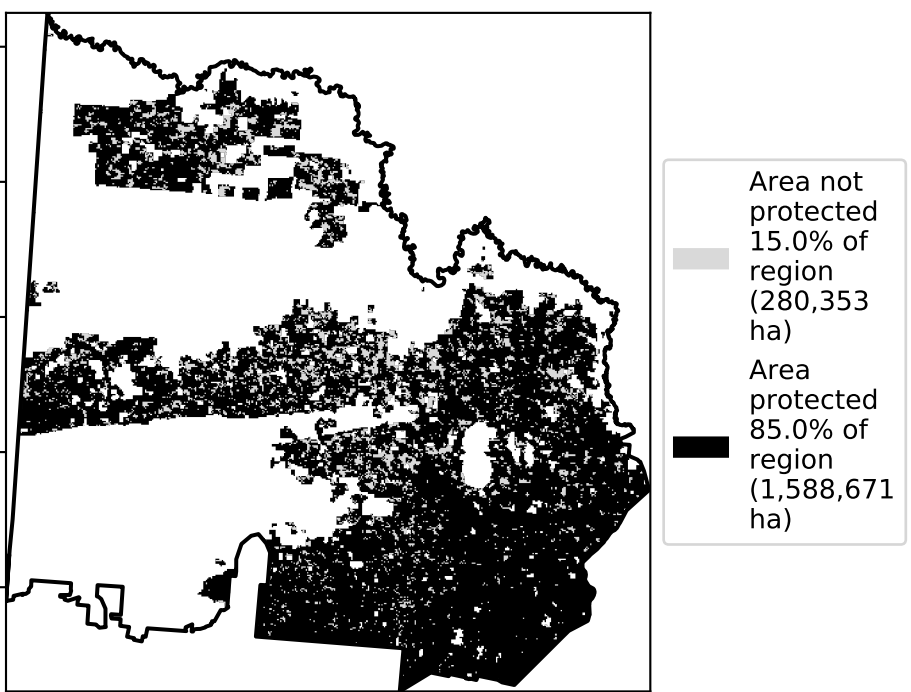 Area not
protected
15.0% of
region
(280,353
ha)
Area
protected
85.0% of
region
(1,588,671
ha)